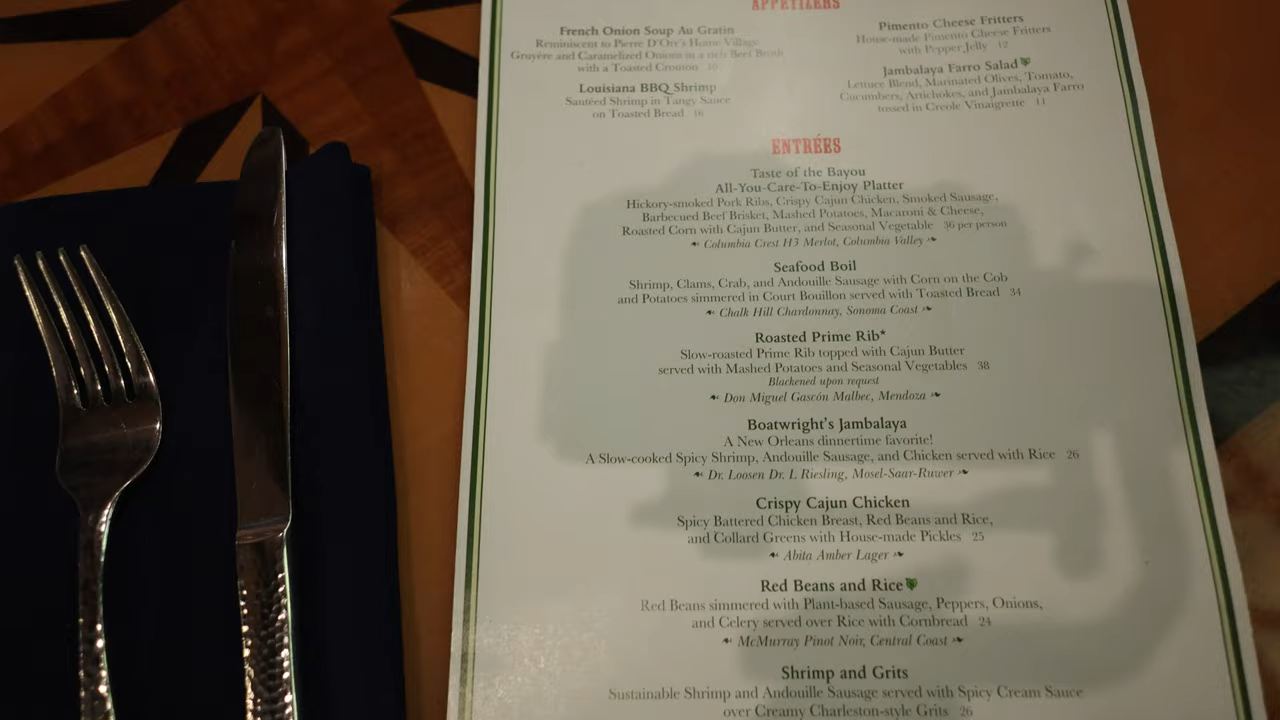 APPETIZERS
French Onion Soup Au Gratin
Reminiscent to Pierre D'Ore's House Village
Gruyère and Caramelized Onions in a rich Beef Broth
with a Toasted Crouton 10
Louisiana BBQ Shrimp
Sautéed Shrimp in Tangy Sauce
on Toasted Bread 16
Pimento Cheese Fritters
House-made Pimento Cheese Fritters
with Pepper Jelly 12
Jambalaya Farro Salad
Lettuce Blend, Marinated Olives, Tomato,
Cucumbers, Artichokes, and Jambalaya Farro
tossed in Creole Vinaigrette 11
ENTRÉES
Taste of the Bayou
All-You-Care-To-Enjoy Platter
Hickory-smoked Pork Ribs, Crispy Cajun Chicken, Smoked Sausage,
Barbecued Beef Brisket, Mashed Potatoes, Macaroni & Cheese,
Roasted Corn with Cajun Butter, and Seasonal Vegetable 36 per person
Columbia Crest H3 Merlot, Columbia Valley
Seafood Boil
Shrimp, Clams, Crab, and Andouille Sausage with Corn on the Cob
and Potatoes simmered in Court Bouillon served with Toasted Bread 34
Chalk Hill Chardonnay, Sonoma Coast
Roasted Prime Rib*
Slow-roasted Prime Rib topped with Cajun Butter
served with Mashed Potatoes and Seasonal Vegetables 38
Blackened upon request
Don Miguel Gascón Malbec, Mendoza
Boatwright's Jambalaya
A New Orleans dinnertime favorite!
A Slow-cooked Spicy Shrimp, Andouille Sausage, and Chicken served with Rice 26
Dr. Loosen Dr. L Riesling, Mosel-Saar-Ruwer
Crispy Cajun Chicken
Spicy Battered Chicken Breast, Red Beans and Rice,
and Collard Greens with House-made Pickles 25
Abita Amber Lager
Red Beans and Rice
Red Beans simmered with Plant-based Sausage, Peppers, Onions,
and Celery served over Rice with Cornbread 24
McMurray Pinot Noir, Central Coast
Shrimp and Grits
Sustainable Shrimp and Andouille Sausage served with Spicy Cream Sauce
over Creamy Charleston-style Grits 26